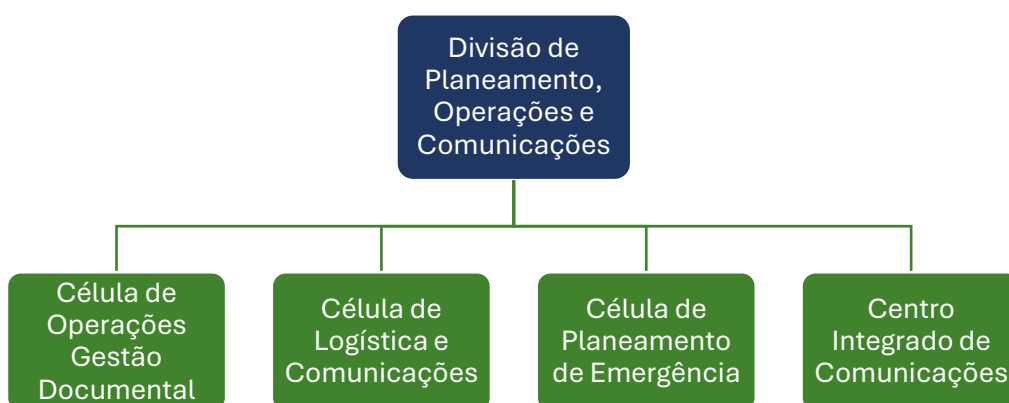 Divisão de
Planeamento,
Operações e
Comunicações
Célula de
Operações
Gestão
Documental
Célula de
Logística e
Comunicações
Célula de
Planeamento
de Emergência
Centro
Integrado de
Comunicações